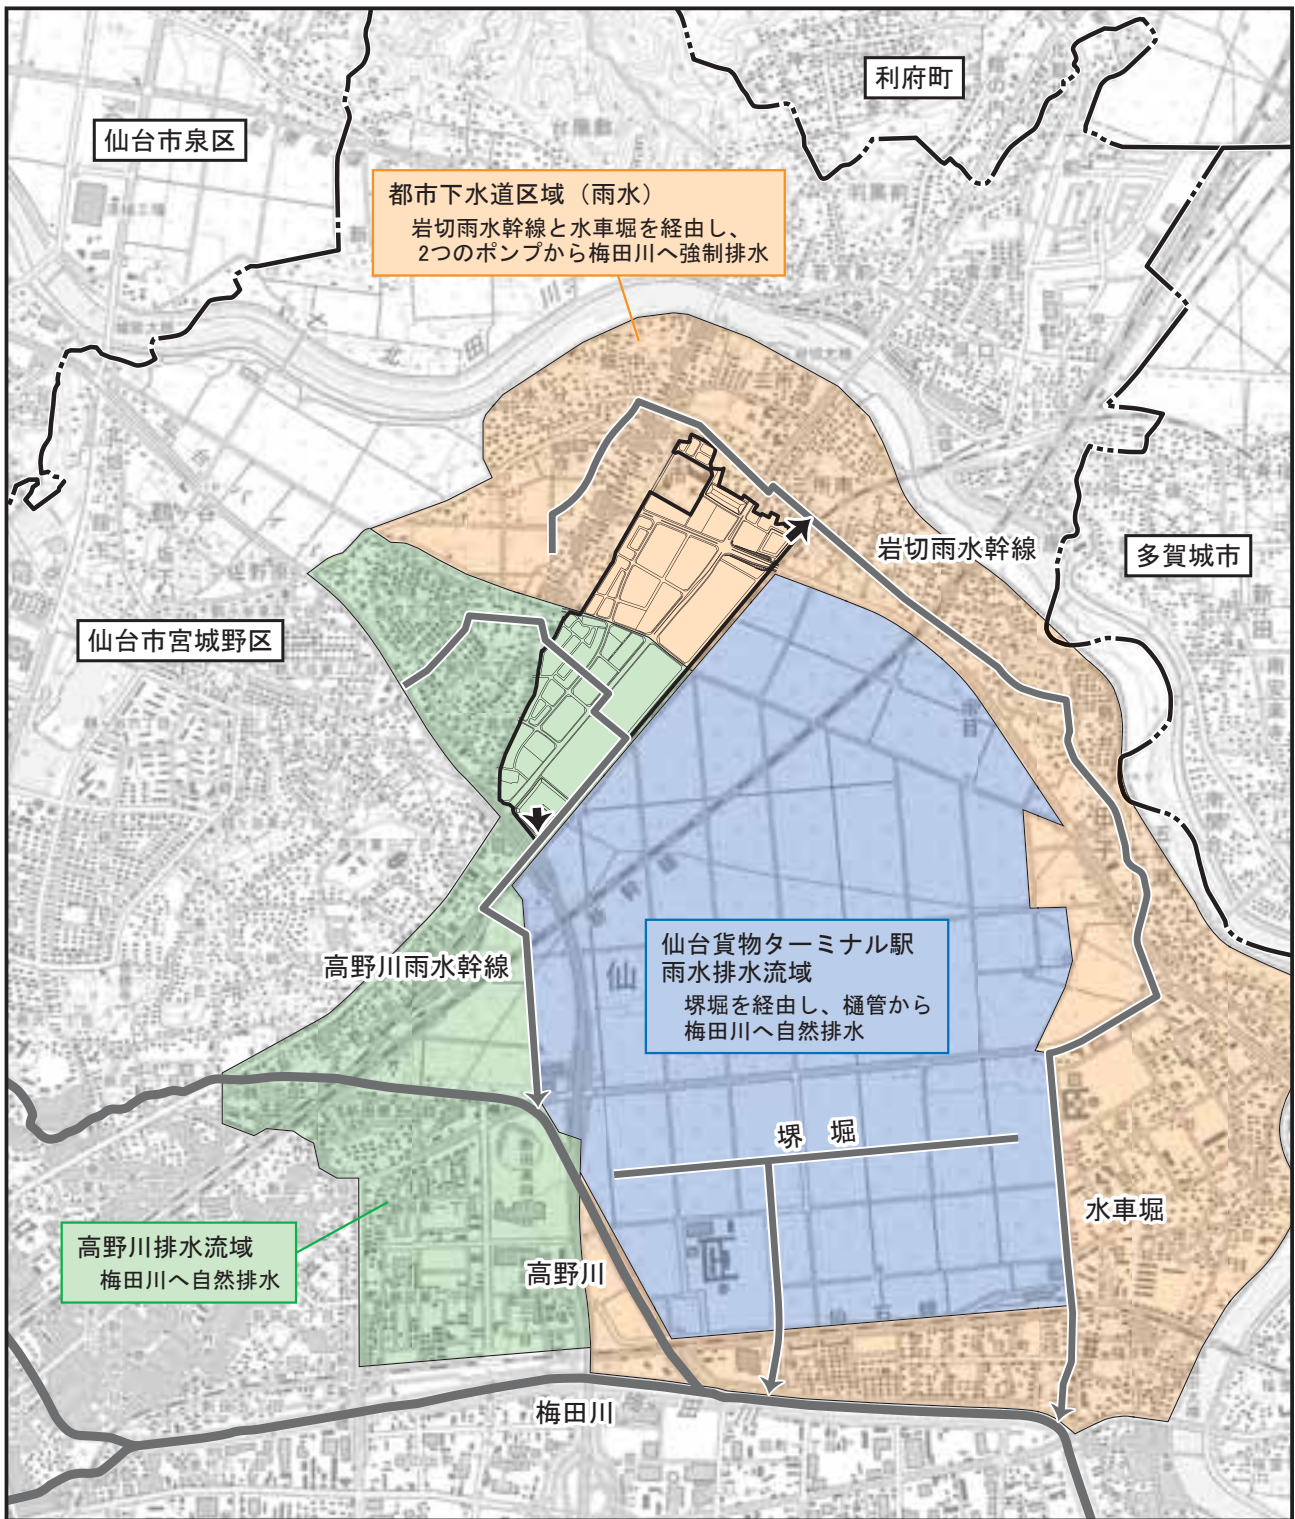 利府町
仙台市泉区
都市下水道区域（雨水）
岩切雨水幹線と水車堀を経由し、
2つのポンプから梅田川へ強制排水
岩切雨水幹線
多賀城市
仙台市宮城野区
仙台貨物ターミナル駅
雨水排水流域
堺堀を経由し、樋管から
梅田川へ自然排水
高野川雨水幹線
仙
堺 堀
水車堀
高野川排水流域
梅田川へ自然排水
高野川
梅田川